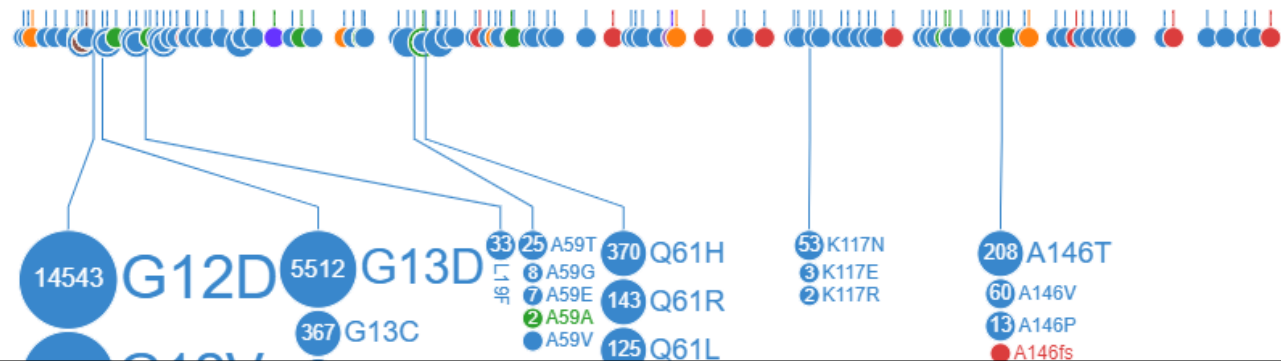 14543 G12D
G12V
5512 G13D
367 G13C
33 L19F
25 A59T
8 A59G
7 A59E
2 A59A
A59V
370 Q61H
143 Q61R
125 Q61L
53 K117N
3 K117E
2 K117R
208 A146T
60 A146V
13 A146P
A146fs